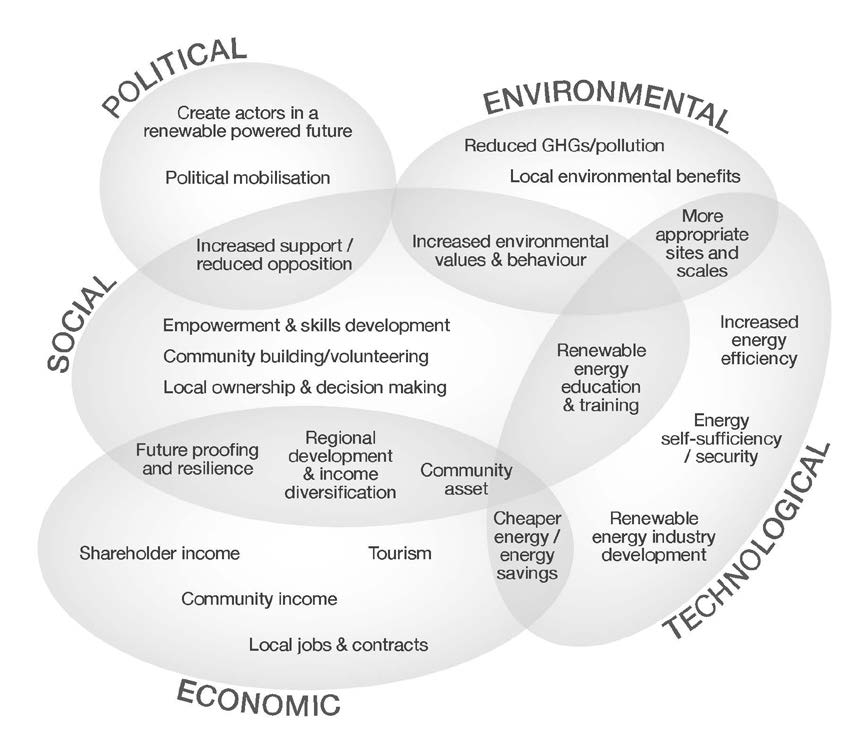 POLITICAL
Create actors in a
renewable powered future
Political mobilisation
ENVIRONMENTAL
Reduced GHGs/pollution
Local environmental benefits
Increased support /
reduced opposition
Increased environmental
values & behaviour
More
appropriate
sites and
scales
SOCIAL
Empowerment & skills development
Community building/volunteering
Local ownership & decision making
Renewable
energy
education
& training
Increased
energy
efficiency
Energy
self-sufficiency
/ security
TECHNOLOGICAL
Future proofing
and resilience
Regional
development
& income
diversification
Community
asset
Cheaper
energy /
energy
savings
Renewable
energy industry
development
Shareholder income
Tourism
Community income
Local jobs & contracts
ECONOMIC